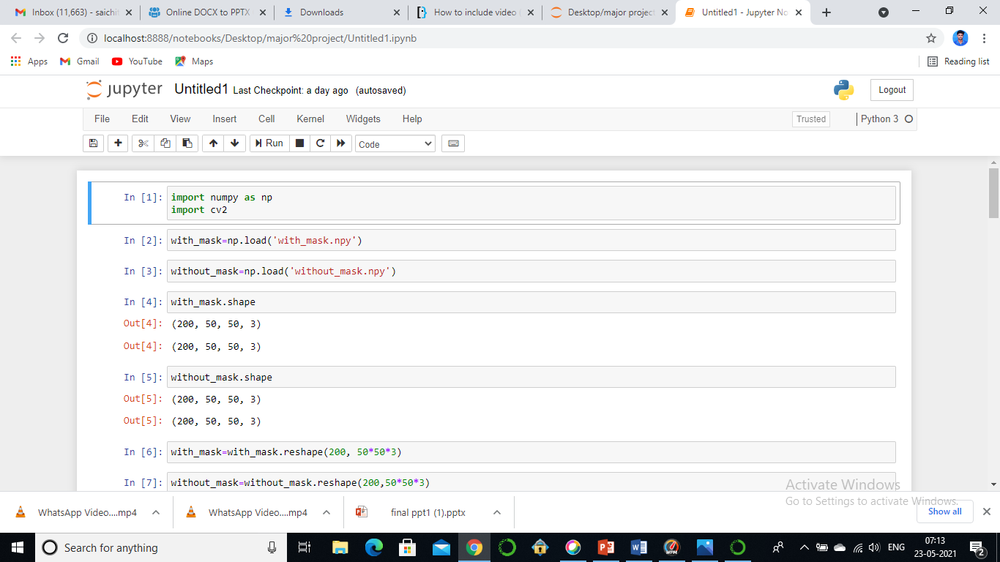 Inbox (11,663) - saichit
Online DOCX to PPTX
Downloads
How to include video (
Desktop/major project
Untitled1 - Jupyter No
localhost:8888/notebooks/Desktop/major%20project/Untitled1.ipynb
Apps
Gmail
YouTube
Maps
Reading list
jupyter
Untitled1 Last Checkpoint: a day ago (autosaved)
Logout
File Edit View Insert Cell Kernel Widgets Help
Trusted
Python 3
Run
Code
In [1]: import numpy as np
import cv2
In [2]: with_mask=np.load('with_mask.npy')
In [3]: without_mask=np.load('without_mask.npy')
In [4]: with_mask.shape
Out[4]: (200, 50, 50, 3)
Out[4]: (200, 50, 50, 3)
In [5]: without_mask.shape
Out[5]: (200, 50, 50, 3)
Out[5]: (200, 50, 50, 3)
In [6]: with_mask=with_mask.reshape(200, 50*50*3)
In [7]: without_mask=without_mask.reshape(200,50*50*3)
Activate Windows
Go to Settings to activate Windows.
WhatsApp Video....mp4
WhatsApp Video....mp4
final ppt1 (1).pptx
Show all
Search for anything
ENG
07:13
23-05-2021
2